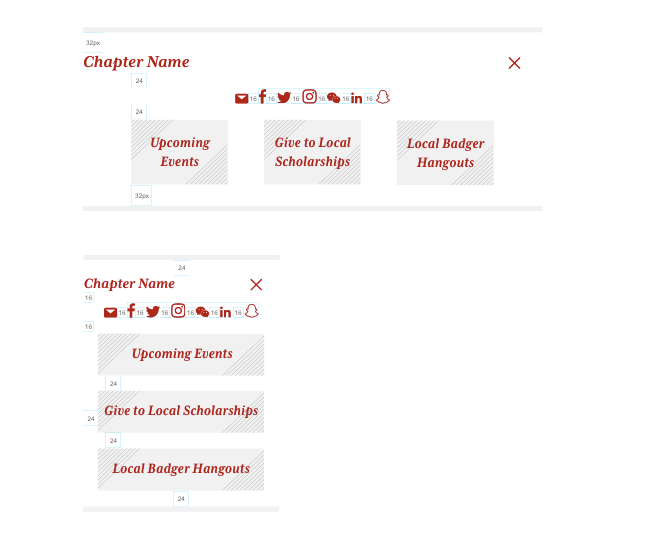 32px
Chapter Name
24
16 16 16 16 16 16
24
Upcoming
Events
Give to Local
Scholarships
Local Badger
Hangouts
32px
24
Chapter Name
16
16 16 16 16 16 16
16
Upcoming Events
24
Give to Local Scholarships
24
24
Local Badger Hangouts
24